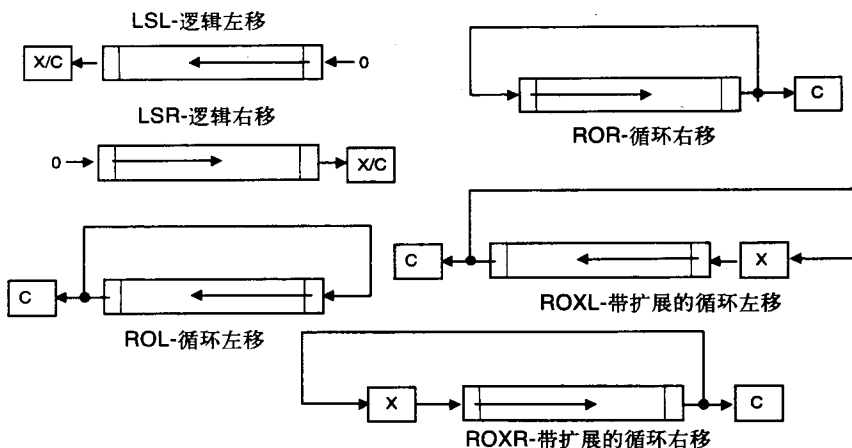 LSL-逻辑左移
X/C
0
LSR-逻辑右移
0
X/C
C
ROR-循环右移
C
ROL-循环左移
C
X
ROXL-带扩展的循环左移
X
C
ROXR-带扩展的循环右移